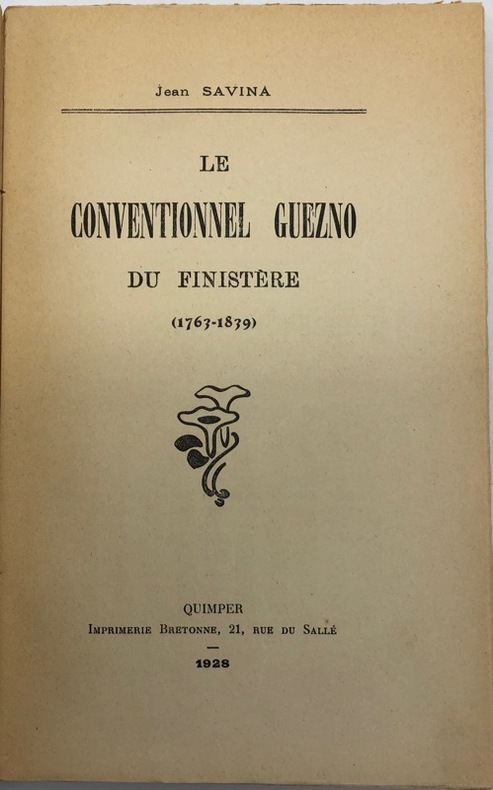 Jean SAVINA
LE
CONVENTIONNEL GUEZNO
DU FINISTÈRE
(1763-1839)
QUIMPER
IMPRIMERIE BRETONNE, 21, RUE DU SALLÉ
1928